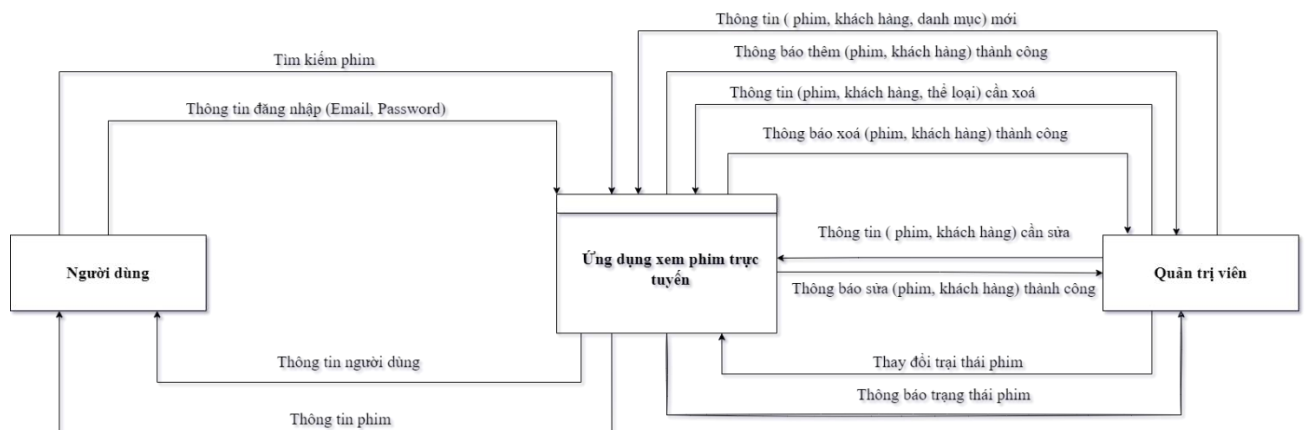 Thông tin ( phim, khách hàng, danh mục) mới
Thông báo thêm (phim, khách hàng) thành công
Tìm kiếm phim
Thông tin (phim, khách hàng, thể loại) cần xoá
Thông tin đăng nhập (Email, Password)
Thông báo xoá (phim, khách hàng) thành công
Thông tin ( phim, khách hàng) cần sửa
Ứng dụng xem phim trực
tuyến
Người dùng
Quản trị viên
Thông báo sửa (phim, khách hàng) thành công
Thông tin người dùng
Thay đổi trại thái phim
Thông báo trạng thái phim
Thông tin phim